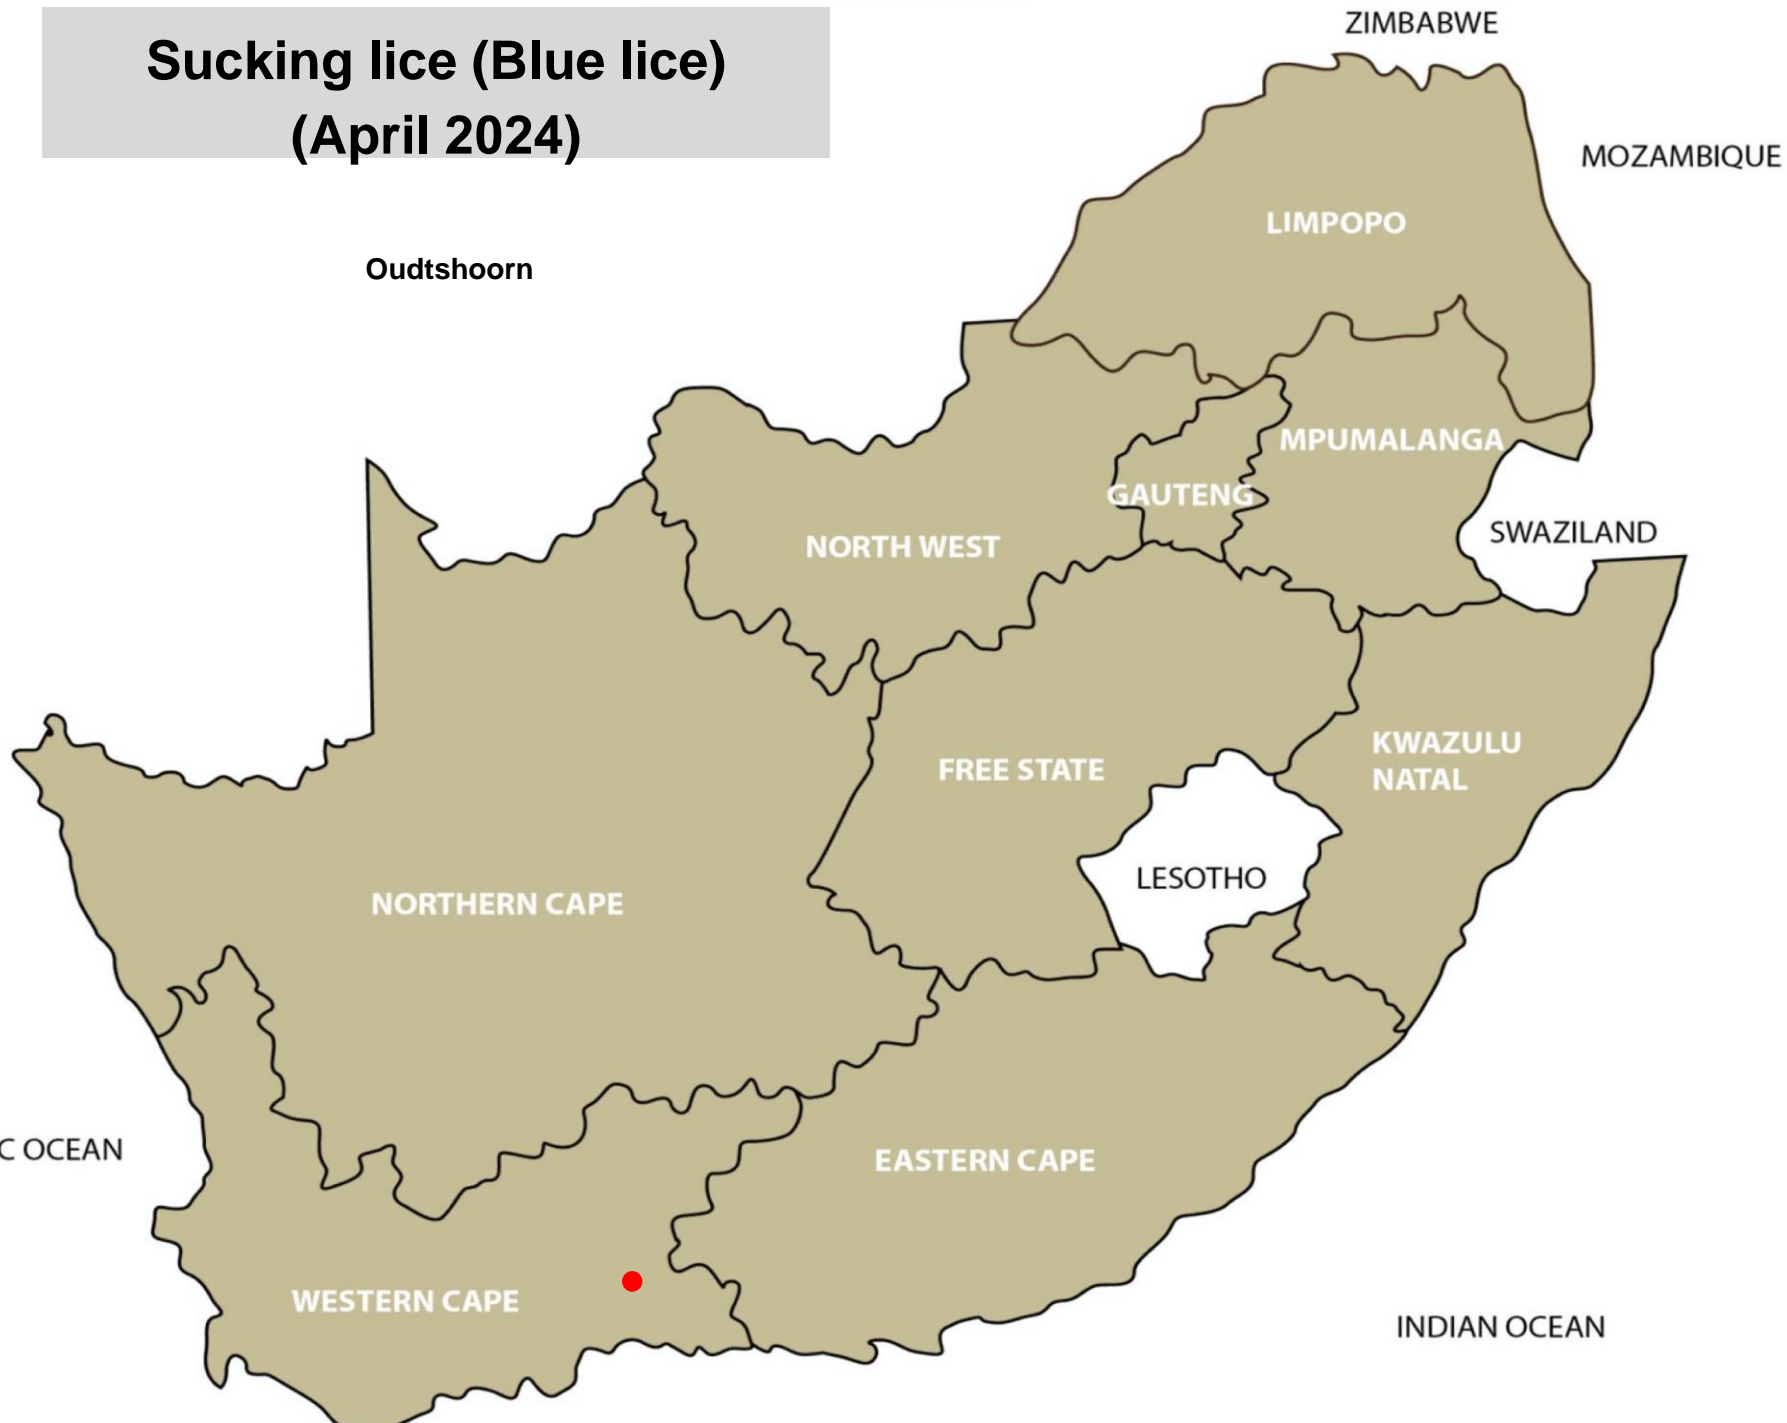 Sucking lice (Blue lice)
(April 2024)
ZIMBABWE
MOZAMBIQUE
LIMPOPO
Oudtshoorn
MPUMALANGA
GAUTENG
SWAZILAND
NORTH WEST
KWAZULU
NATAL
FREE STATE
LESOTHO
NORTHERN CAPE
C OCEAN
EASTERN CAPE
WESTERN CAPE
INDIAN OCEAN